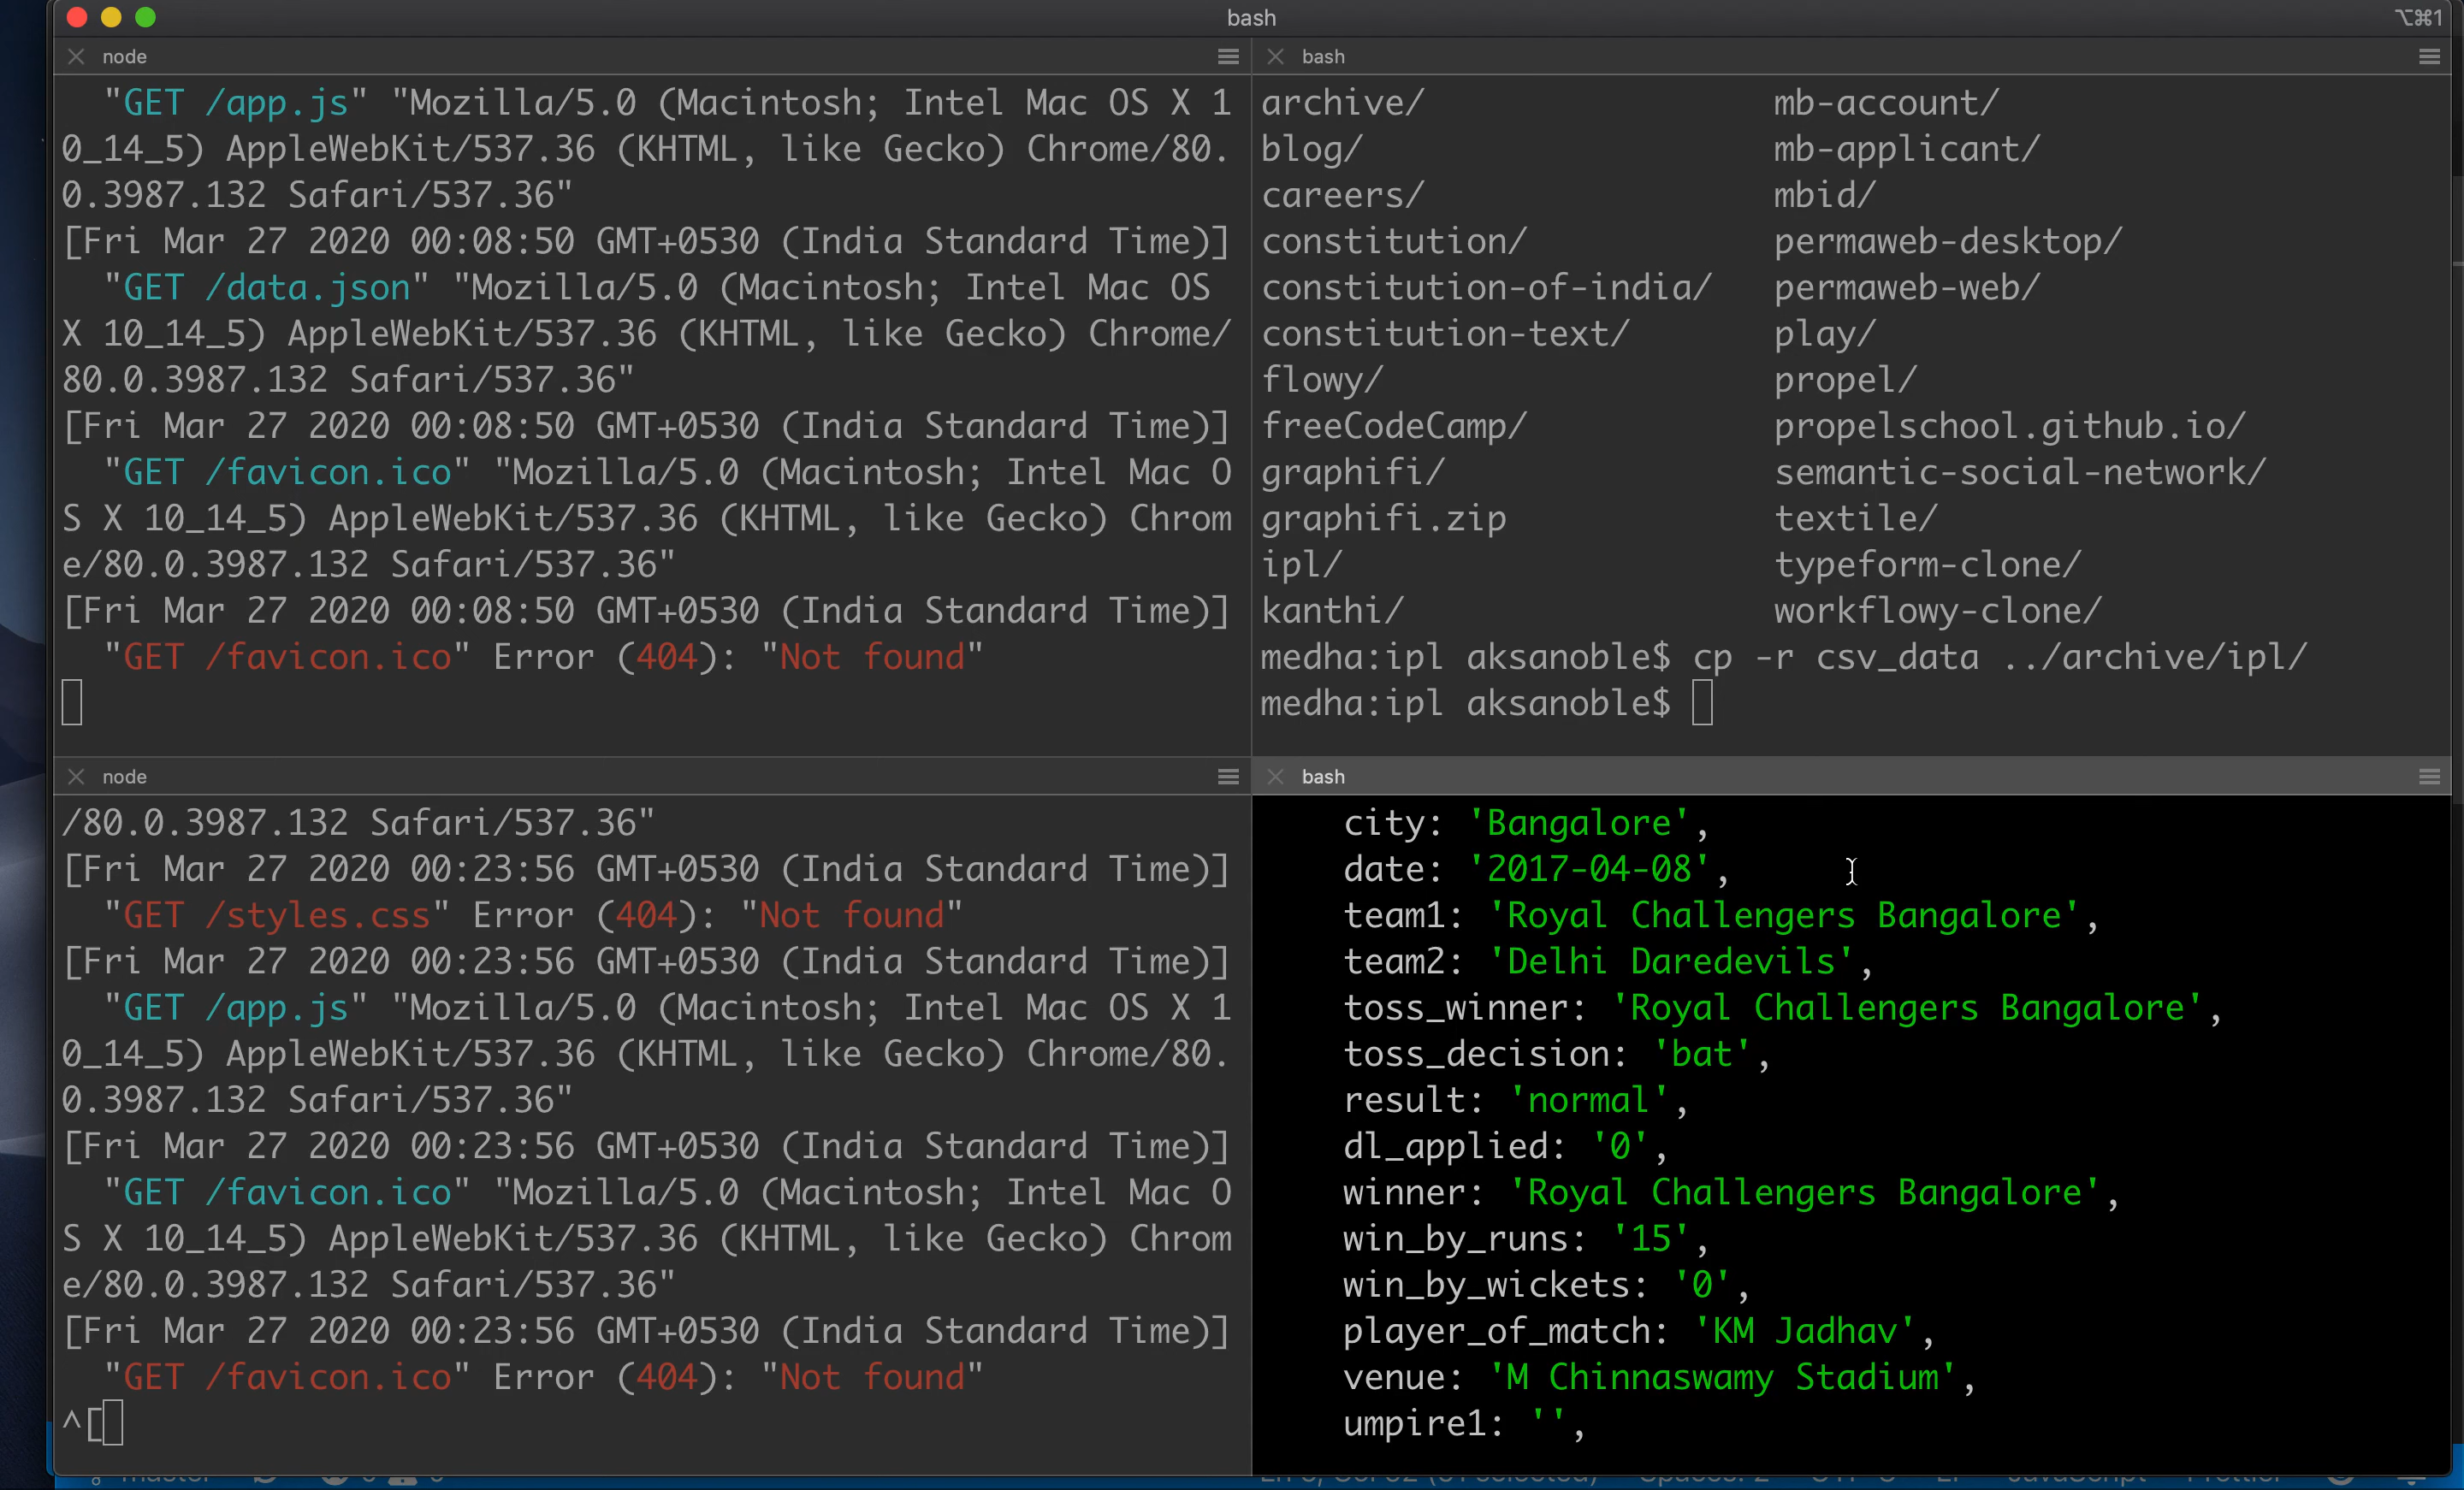 bash
⌥⌘1
node
"GET /app.js" "Mozilla/5.0 (Macintosh; Intel Mac OS X 1
0_14_5) AppleWebKit/537.36 (KHTML, like Gecko) Chrome/80.
0.3987.132 Safari/537.36"
[Fri Mar 27 2020 00:08:50 GMT+0530 (India Standard Time)]
"GET /data.json" "Mozilla/5.0 (Macintosh; Intel Mac OS
X 10_14_5) AppleWebKit/537.36 (KHTML, like Gecko) Chrome/
80.0.3987.132 Safari/537.36"
[Fri Mar 27 2020 00:08:50 GMT+0530 (India Standard Time)]
"GET /favicon.ico" "Mozilla/5.0 (Macintosh; Intel Mac O
S X 10_14_5) AppleWebKit/537.36 (KHTML, like Gecko) Chrom
e/80.0.3987.132 Safari/537.36"
[Fri Mar 27 2020 00:08:50 GMT+0530 (India Standard Time)]
"GET /favicon.ico" Error (404): "Not found"
bash
archive/ mb-account/
blog/ mb-applicant/
careers/ mbid/
constitution/ permaweb-desktop/
constitution-of-india/ permaweb-web/
constitution-text/ play/
flowy/ propel/
freeCodeCamp/ propelschool.github.io/
graphifi/ semantic-social-network/
graphifi.zip textile/
ipl/ typeform-clone/
kanthi/ workflowy-clone/
medha:ipl aksanoble$ cp -r csv_data ../archive/ipl/
medha:ipl aksanoble$
node
/80.0.3987.132 Safari/537.36"
[Fri Mar 27 2020 00:23:56 GMT+0530 (India Standard Time)]
"GET /styles.css" Error (404): "Not found"
[Fri Mar 27 2020 00:23:56 GMT+0530 (India Standard Time)]
"GET /app.js" "Mozilla/5.0 (Macintosh; Intel Mac OS X 1
0_14_5) AppleWebKit/537.36 (KHTML, like Gecko) Chrome/80.
0.3987.132 Safari/537.36"
[Fri Mar 27 2020 00:23:56 GMT+0530 (India Standard Time)]
"GET /favicon.ico" "Mozilla/5.0 (Macintosh; Intel Mac O
S X 10_14_5) AppleWebKit/537.36 (KHTML, like Gecko) Chrom
e/80.0.3987.132 Safari/537.36"
[Fri Mar 27 2020 00:23:56 GMT+0530 (India Standard Time)]
"GET /favicon.ico" Error (404): "Not found"
^[
bash
city: 'Bangalore',
date: '2017-04-08',
team1: 'Royal Challengers Bangalore',
team2: 'Delhi Daredevils',
toss_winner: 'Royal Challengers Bangalore',
toss_decision: 'bat',
result: 'normal',
dl_applied: '0',
winner: 'Royal Challengers Bangalore',
win_by_runs: '15',
win_by_wickets: '0',
player_of_match: 'KM Jadhav',
venue: 'M Chinnaswamy Stadium',
umpire1: '',